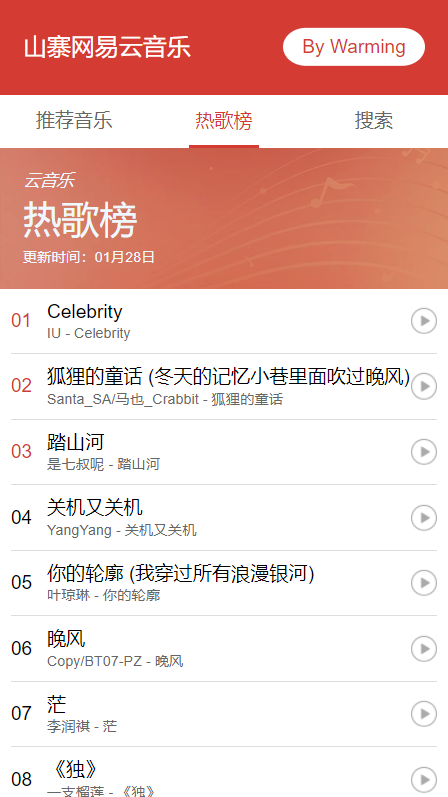 山寨网易云音乐
By Warming
推荐音乐
热歌榜
搜索
云音乐
热歌榜
更新时间：01月28日
01
Celebrity
IU - Celebrity
02
狐狸的童话 (冬天的记忆小巷里面吹过晚风)
Santa_SA/马也_Crabbit - 狐狸的童话
03
踏山河
是七叔呢 - 踏山河
04
关机又关机
YangYang - 关机又关机
05
你的轮廓 (我穿过所有浪漫银河)
叶琼琳 - 你的轮廓
06
晚风
Copy/BT07-PZ - 晚风
07
茫
李润祺 - 茫
08
《独》
一支榴莲 - 《独》